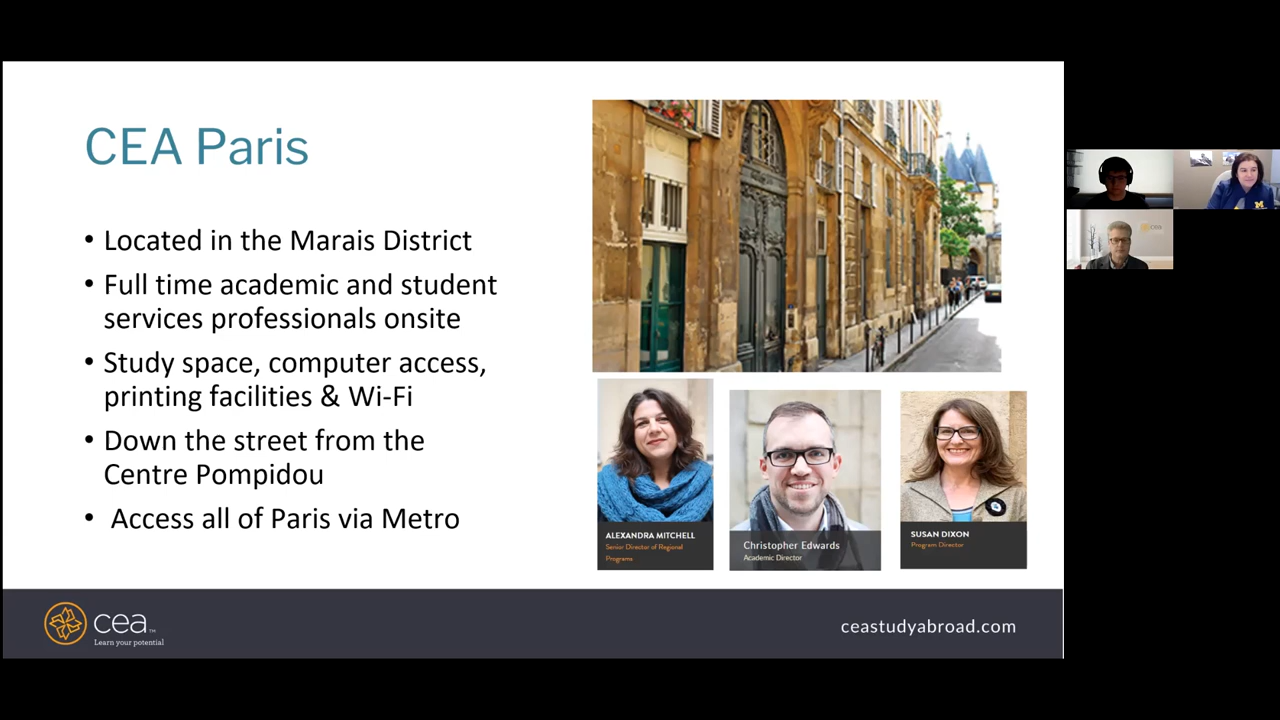 CEA Paris
• Located in the Marais District
• Full time academic and student
services professionals onsite
• Study space, computer access,
printing facilities & Wi-Fi
• Down the street from the
Centre Pompidou
• Access all of Paris via Metro
ALEXANDRA MITCHELL
Senior Director of Regional
Programs
Christopher Edwards
Academic Director
SUSAN DIXON
Program Director
cea™
Learn your potential
ceastudyabroad.com
M
cea